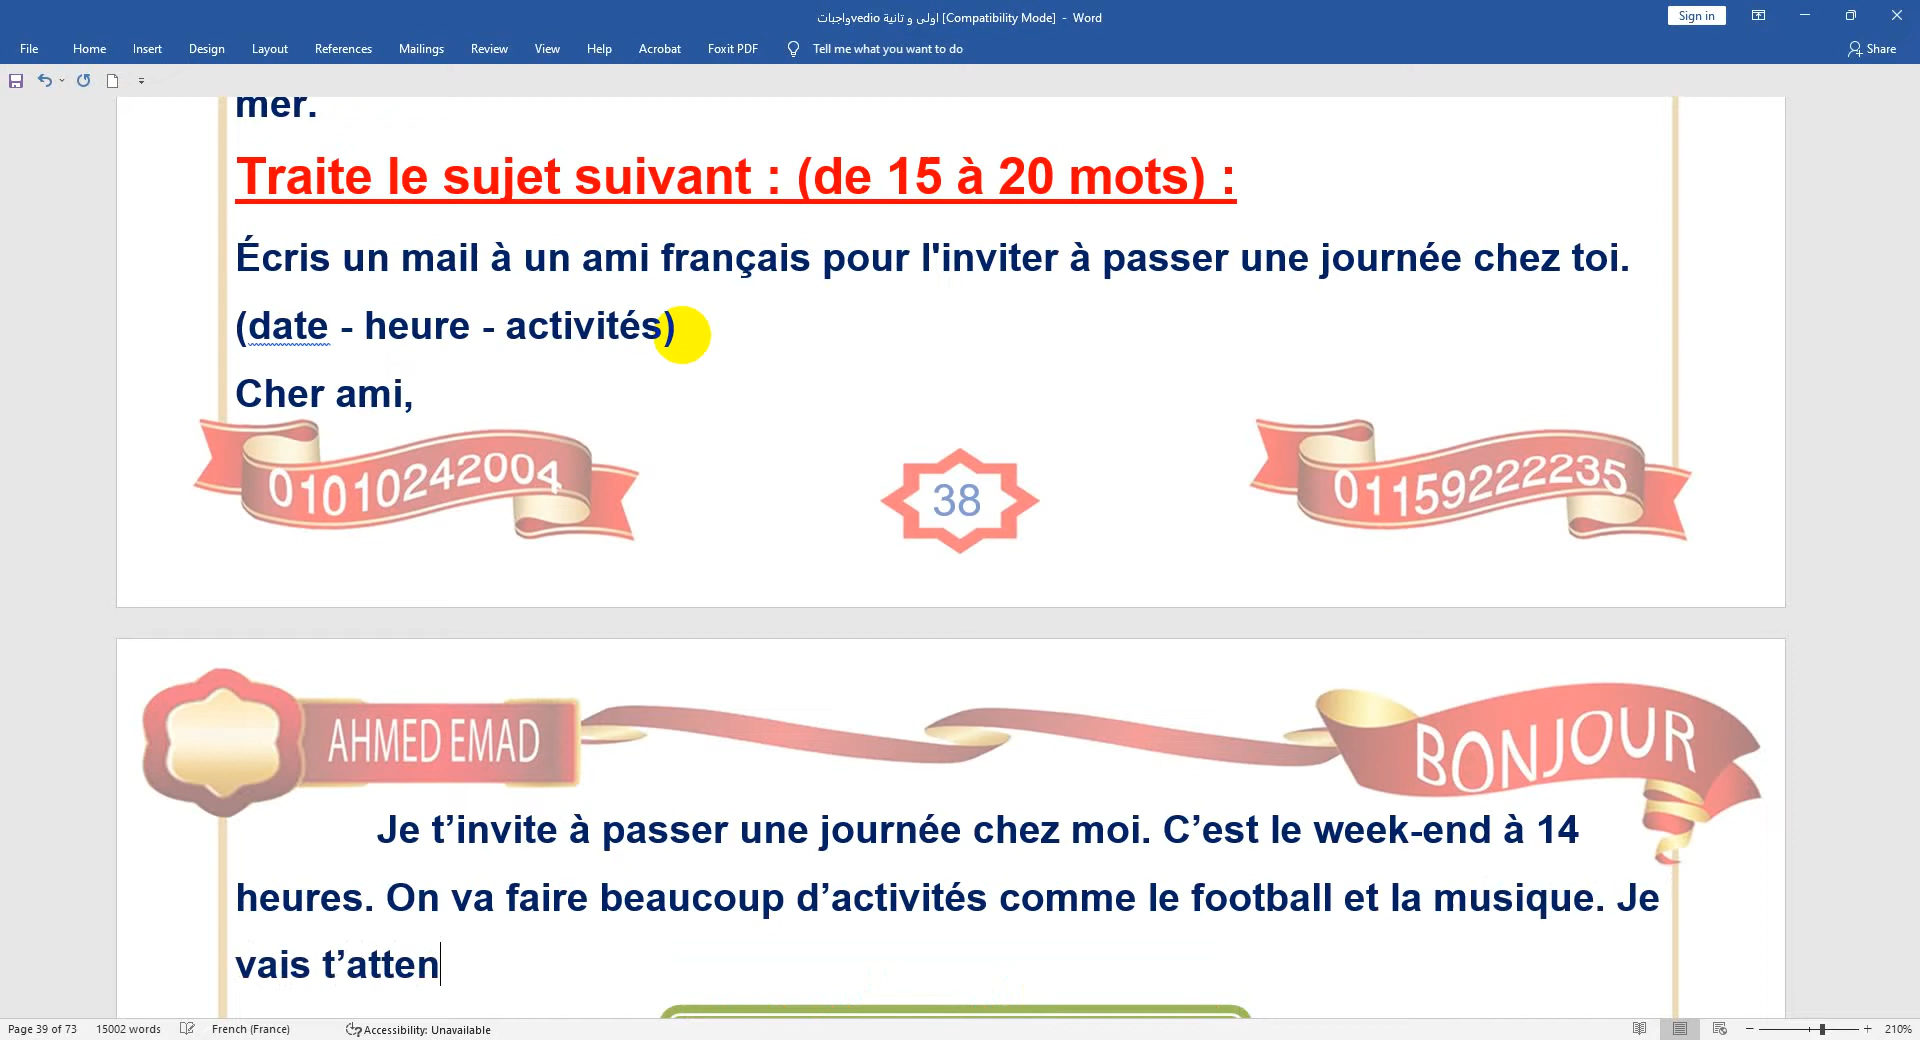 واجباتvedio اولى و تانية [Compatibility Mode] - Word
Sign in
File Home Insert Design Layout References Mailings Review View Help Acrobat Foxit PDF Tell me what you want to do Share
mer.
Traite le sujet suivant : (de 15 à 20 mots) :
Écris un mail à un ami français pour l'inviter à passer une journée chez toi.
(date - heure - activités)
Cher ami,
01010242004
38
01159222235
AHMED EMAD
BONJOUR
Je t’invite à passer une journée chez moi. C’est le week-end à 14
heures. On va faire beaucoup d’activités comme le football et la musique. Je
vais t’atten
Page 39 of 73 15002 words French (France) Accessibility: Unavailable 210%